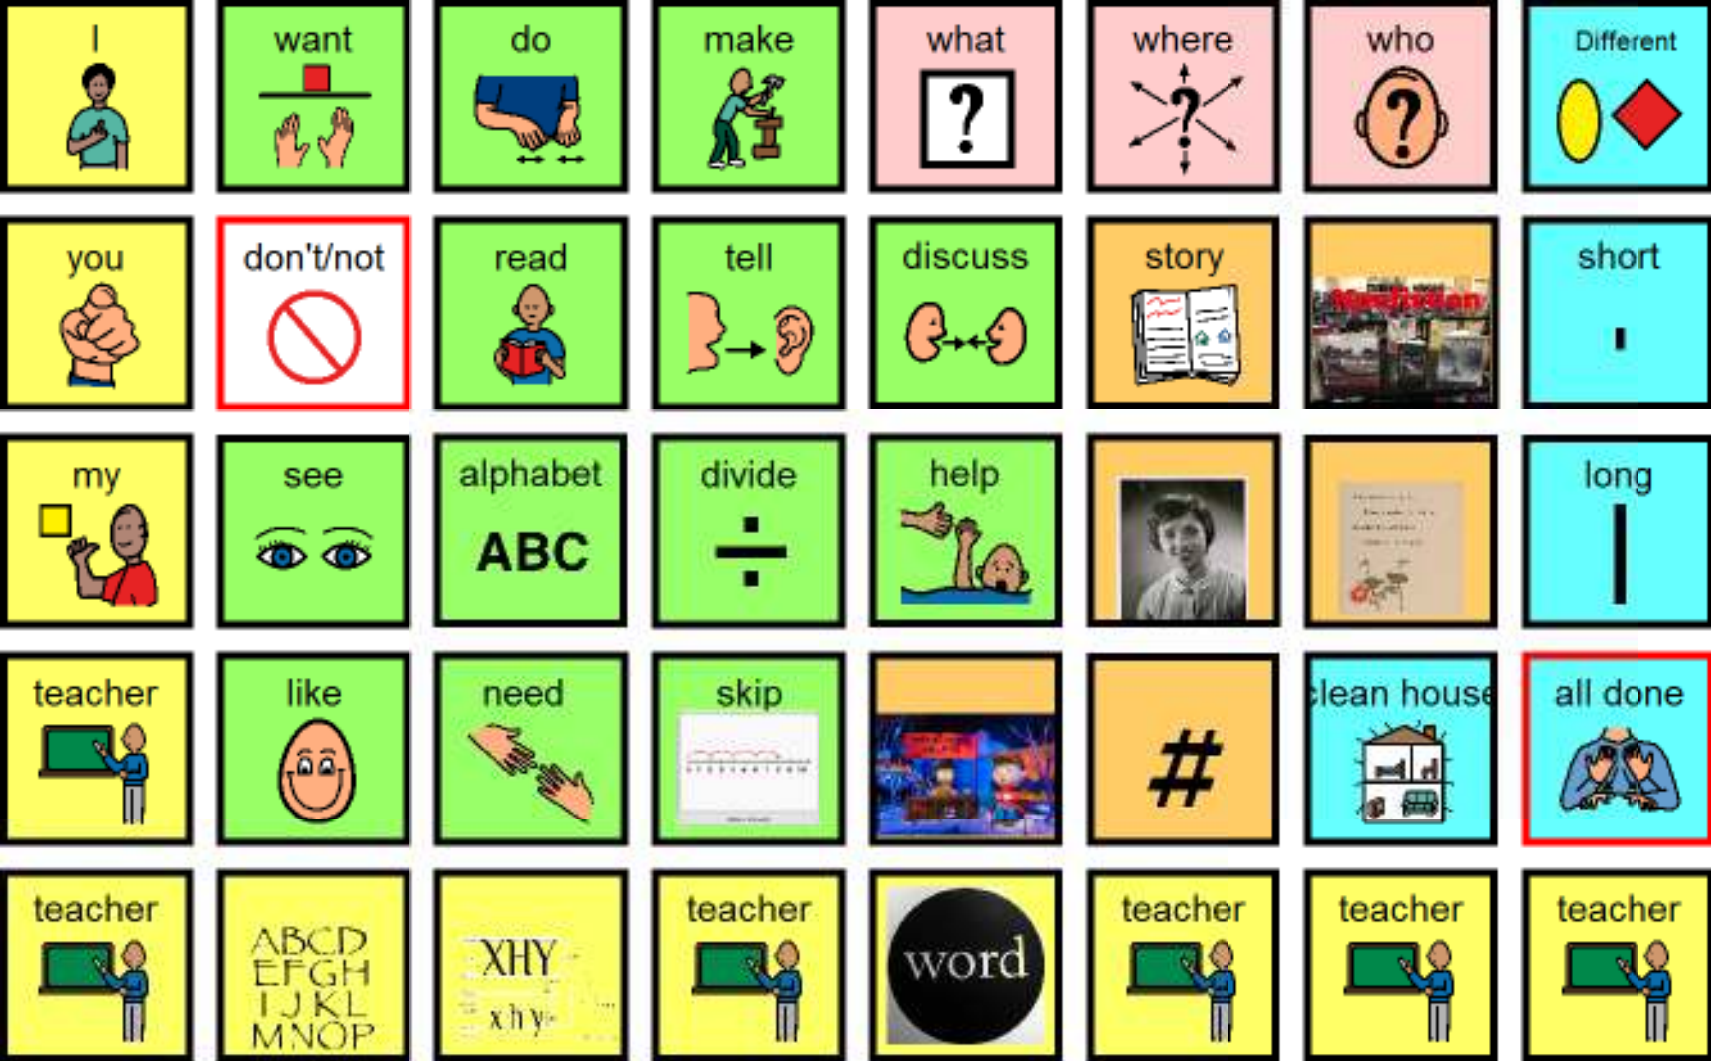 I
want
do
make
what
where
who
Different
you
don't/not
read
tell
discuss
story
Nonfiction
short
my
see
alphabet
ABC
divide
help
long
teacher
like
need
skip
#
clean house
all done
teacher
ABCD
EFGH
IJKL
MNOP
XHY
xhy
teacher
word
teacher
teacher
teacher